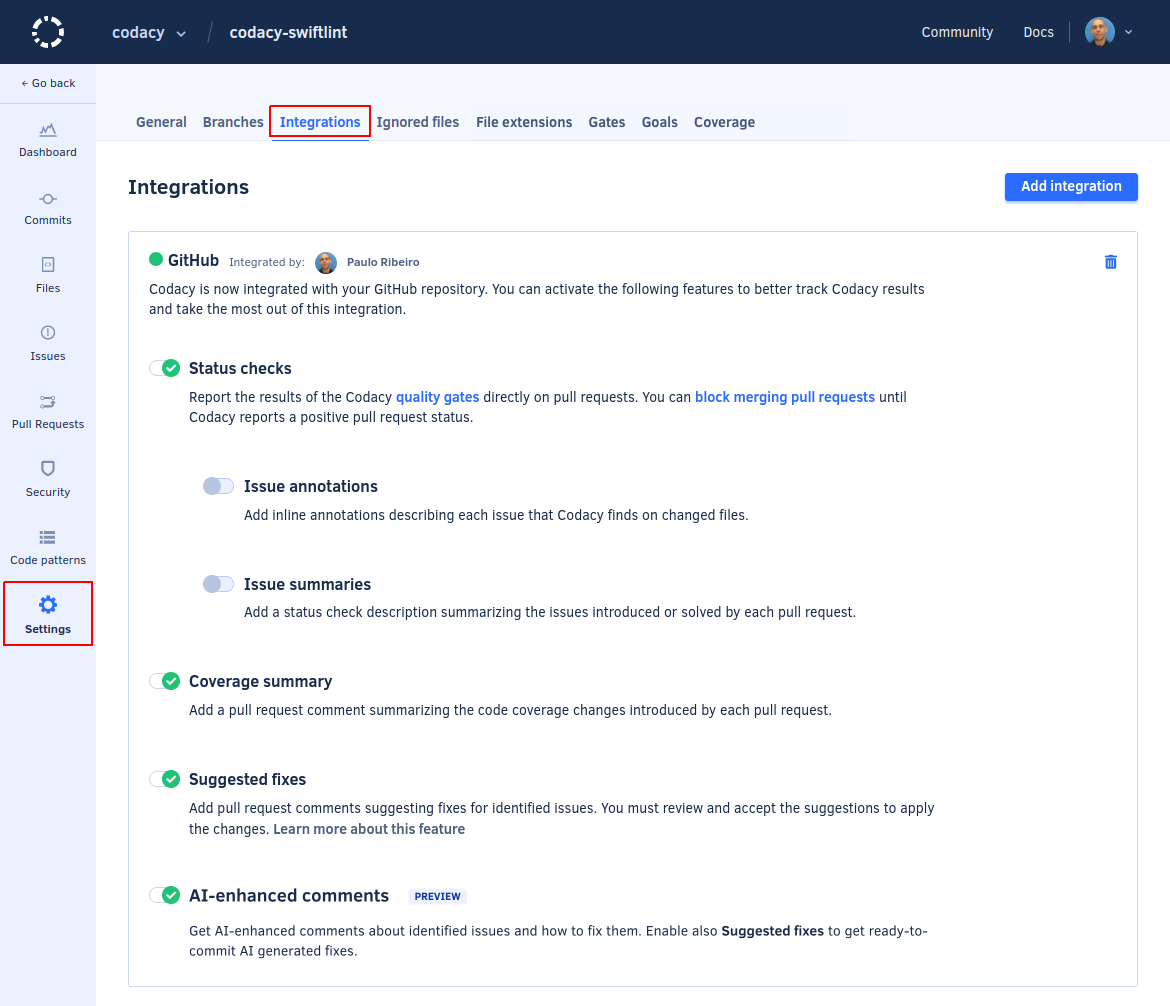 codacy / codacy-swiftlint
Community Docs
← Go back
Dashboard
Commits
Files
Issues
Pull Requests
Security
Code patterns
Settings
General Branches Integrations Ignored files File extensions Gates Goals Coverage
Integrations
Add integration
GitHub Integrated by: Paulo Ribeiro
Codacy is now integrated with your GitHub repository. You can activate the following features to better track Codacy results
and take the most out of this integration.
Status checks
Report the results of the Codacy quality gates directly on pull requests. You can block merging pull requests until
Codacy reports a positive pull request status.
Issue annotations
Add inline annotations describing each issue that Codacy finds on changed files.
Issue summaries
Add a status check description summarizing the issues introduced or solved by each pull request.
Coverage summary
Add a pull request comment summarizing the code coverage changes introduced by each pull request.
Suggested fixes
Add pull request comments suggesting fixes for identified issues. You must review and accept the suggestions to apply
the changes. Learn more about this feature
AI-enhanced comments PREVIEW
Get AI-enhanced comments about identified issues and how to fix them. Enable also Suggested fixes to get ready-to-
commit AI generated fixes.